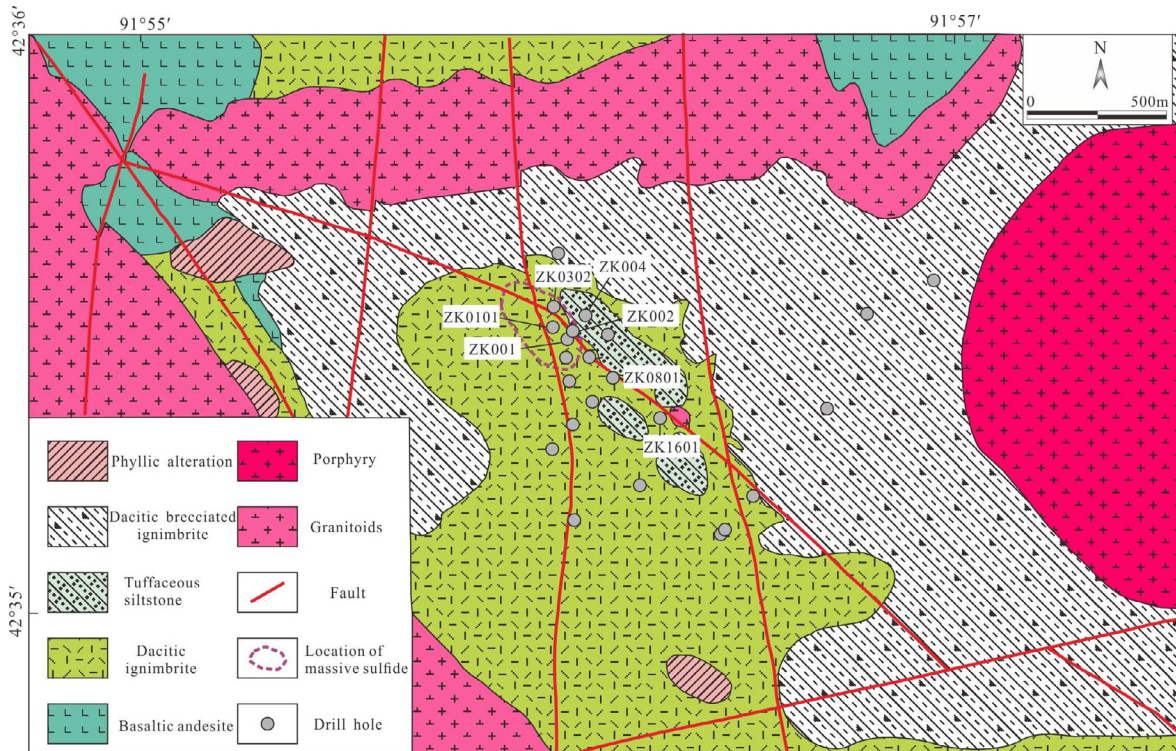 91°55′
91°57′
42°36′
N
0
500m
ZK004
ZK0302
ZK0101
ZK002
ZK001
ZK0801
ZK1601
42°35′
Phyllic alteration
Porphyry
Dacitic brecciated
ignimbrite
Granitoids
Tuffaceous
siltstone
Fault
Dacitic
ignimbrite
Location of
massive sulfide
Basaltic andesite
Drill hole